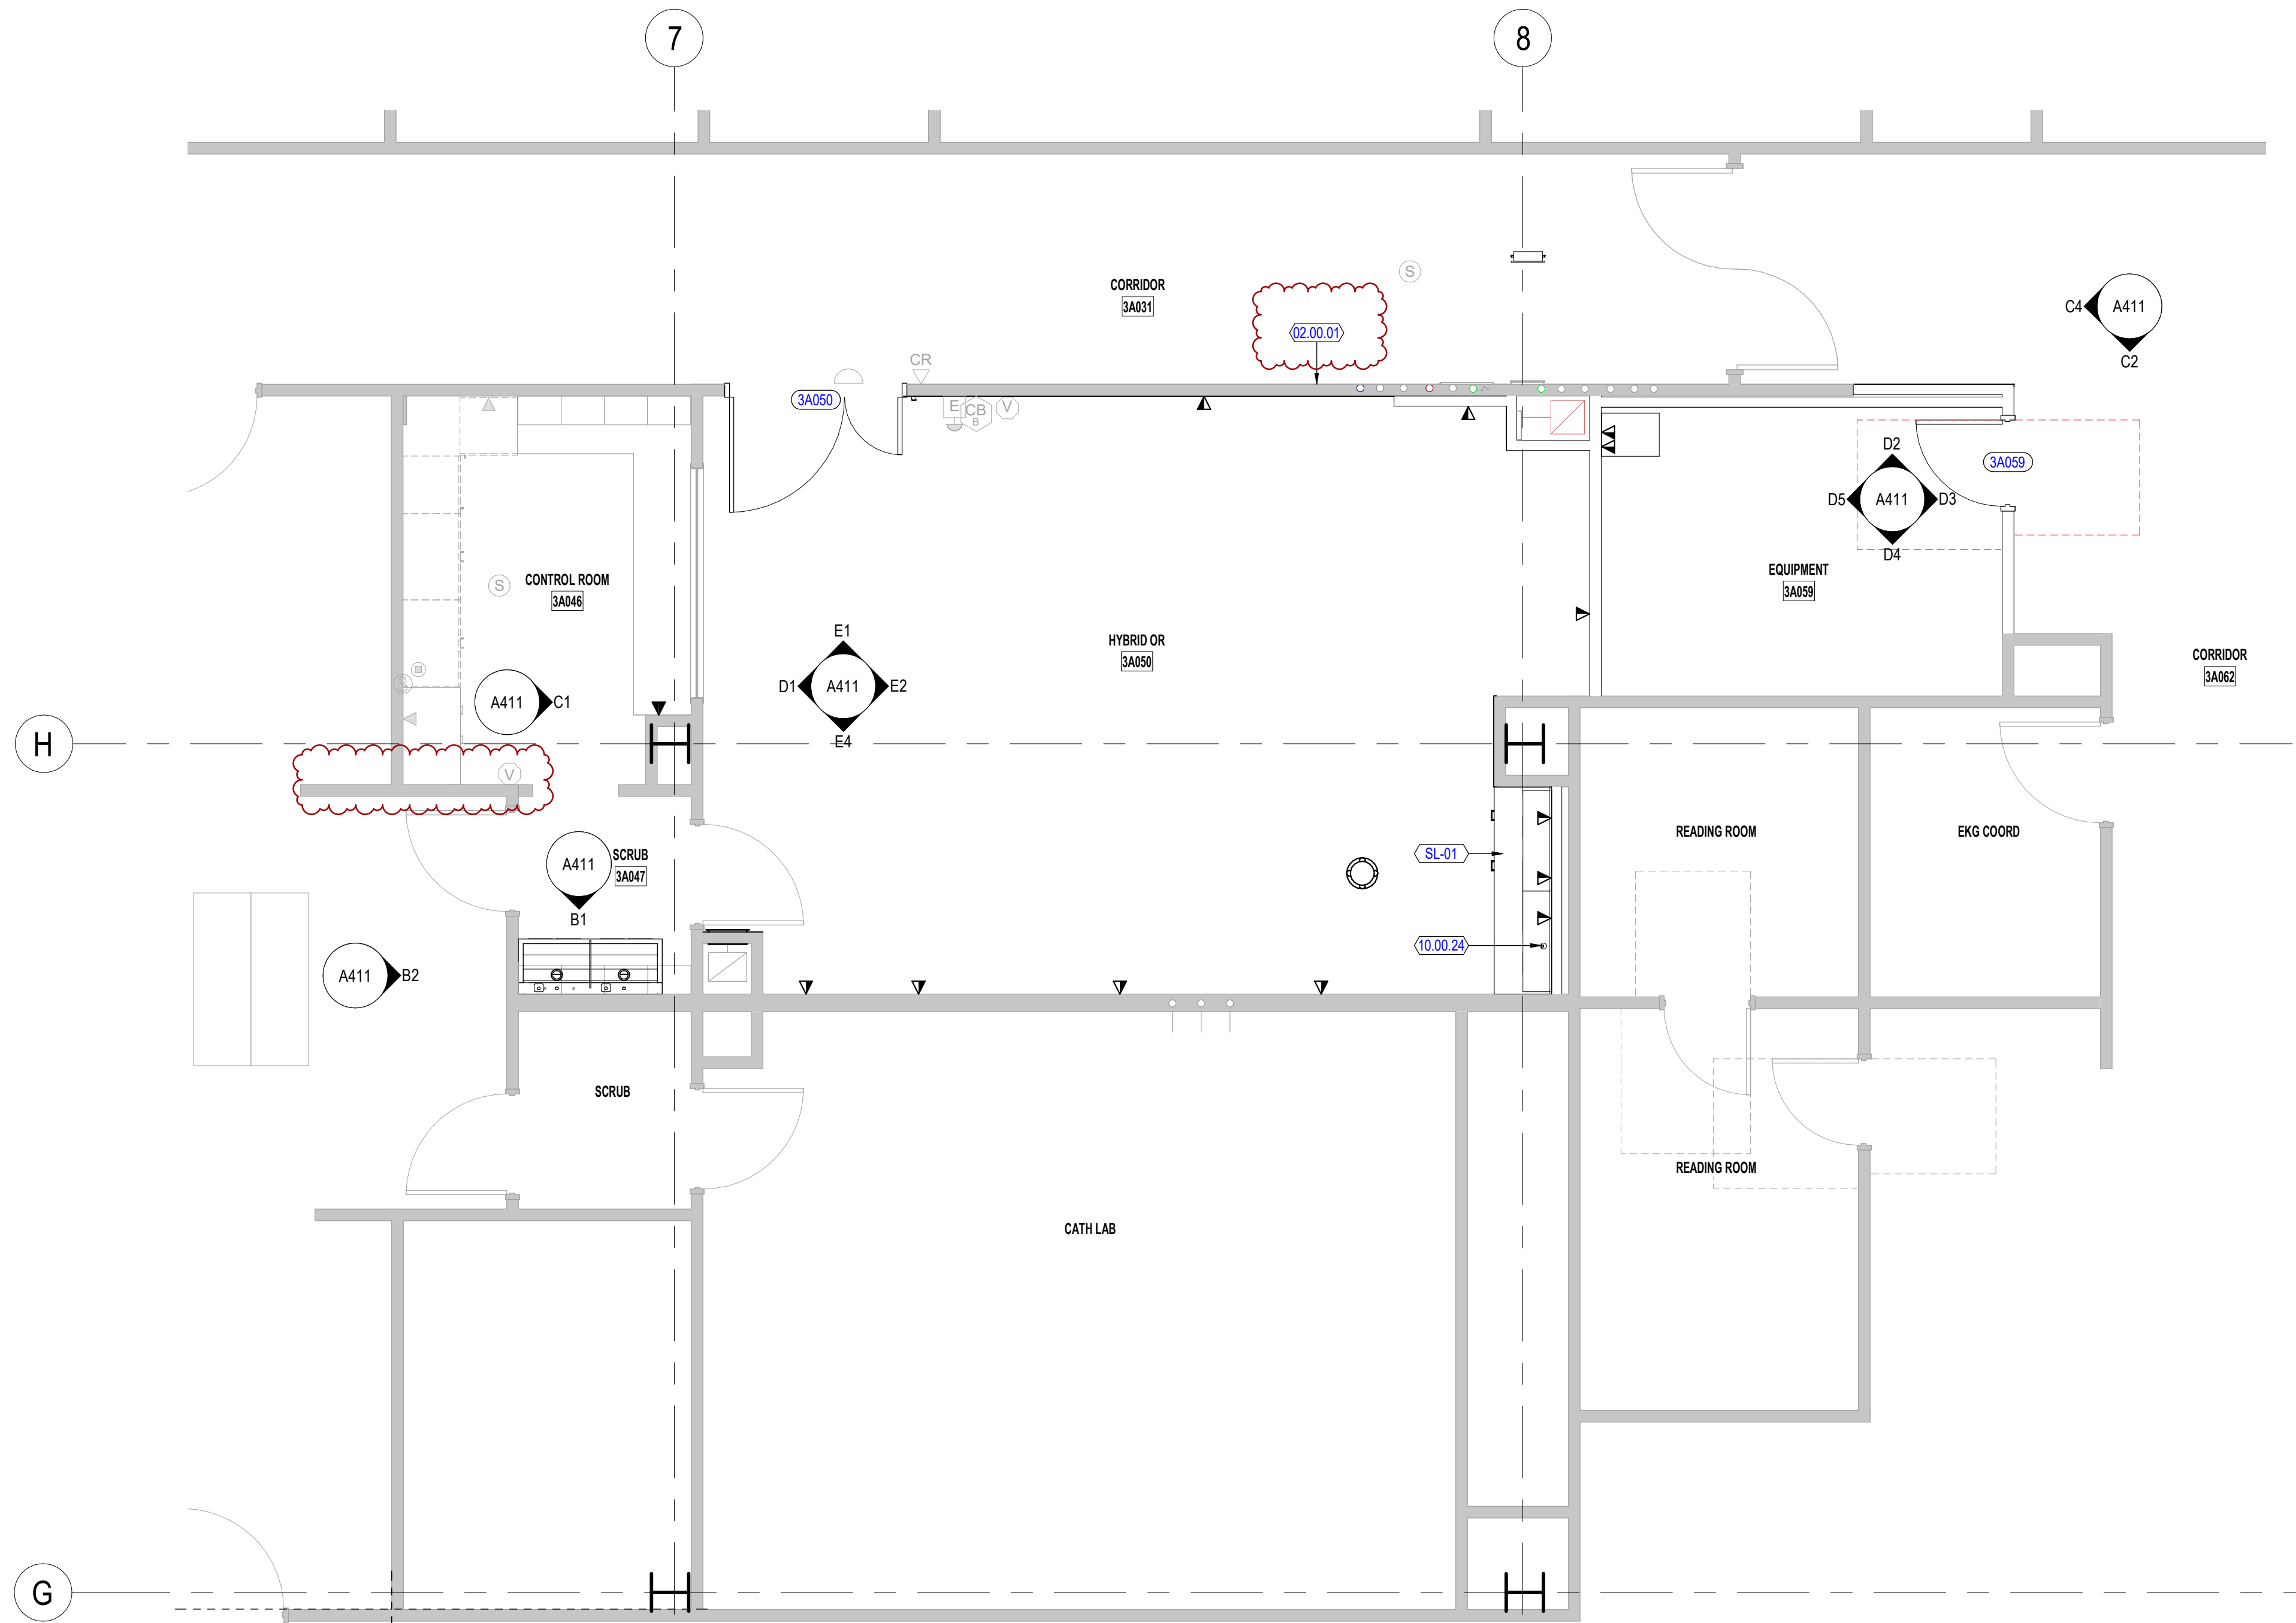 7
8
CORRIDOR
3A031
S
02.00.01
C4
A411
C2
CR
3A050
E
CB
B
V
D2
3A059
D5
A411
D3
D4
EQUIPMENT
3A059
CONTROL ROOM
3A046
S
HYBRID OR
3A050
E1
D1
A411
E2
E4
CORRIDOR
3A062
A411
C1
H
V
READING ROOM
EKG COORD
SCRUB
3A047
A411
B1
SL-01
10.00.24
A411
B2
SCRUB
READING ROOM
CATH LAB
G